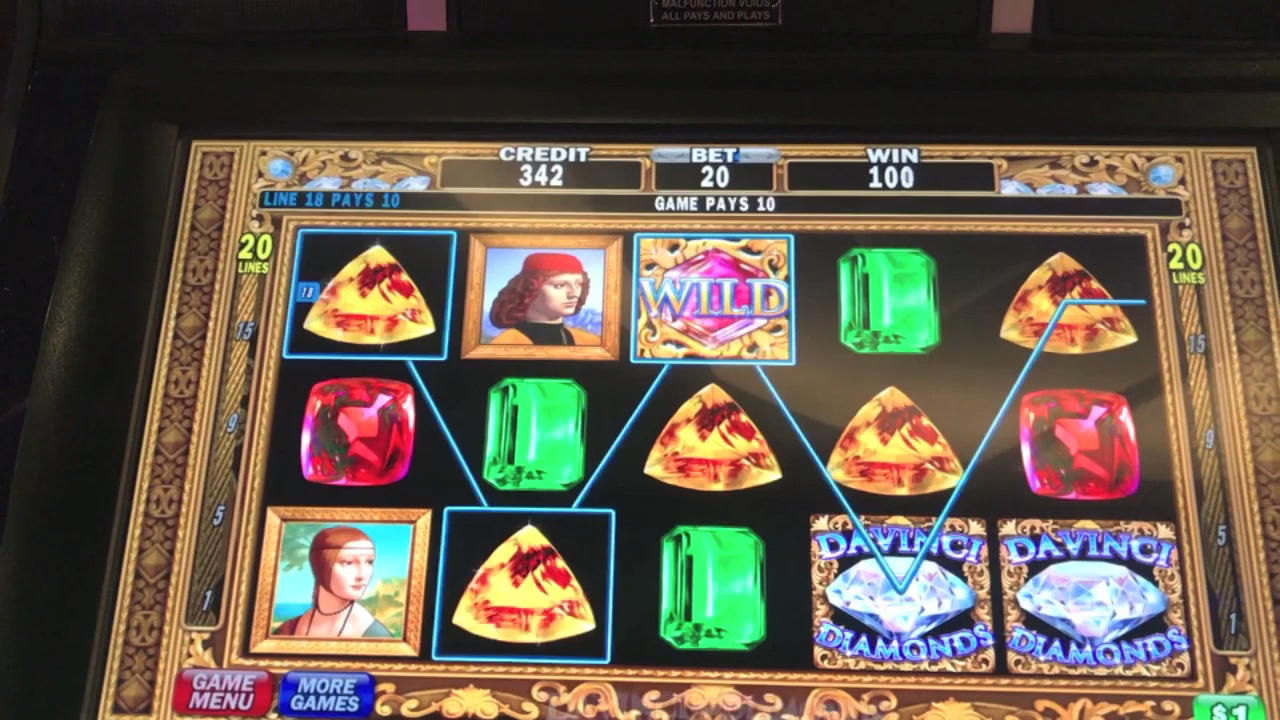 MALFUNCTION VOIDS
ALL PAYS AND PLAYS
CREDIT
342
BET
20
WIN
100
LINE 18 PAYS 10
GAME PAYS 10
20
LINES
20
LINES
18
WILD
15
15
9
9
5
5
1
1
DAVINCI
DIAMONDS
DAVINCI
DIAMONDS
GAME
MENU
MORE
GAMES
$1